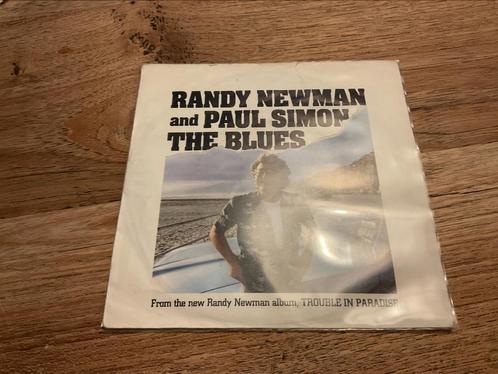 RANDY NEWMAN
and PAUL SIMON
THE BLUES
From the new Randy Newman album, TROUBLE IN PARADISE